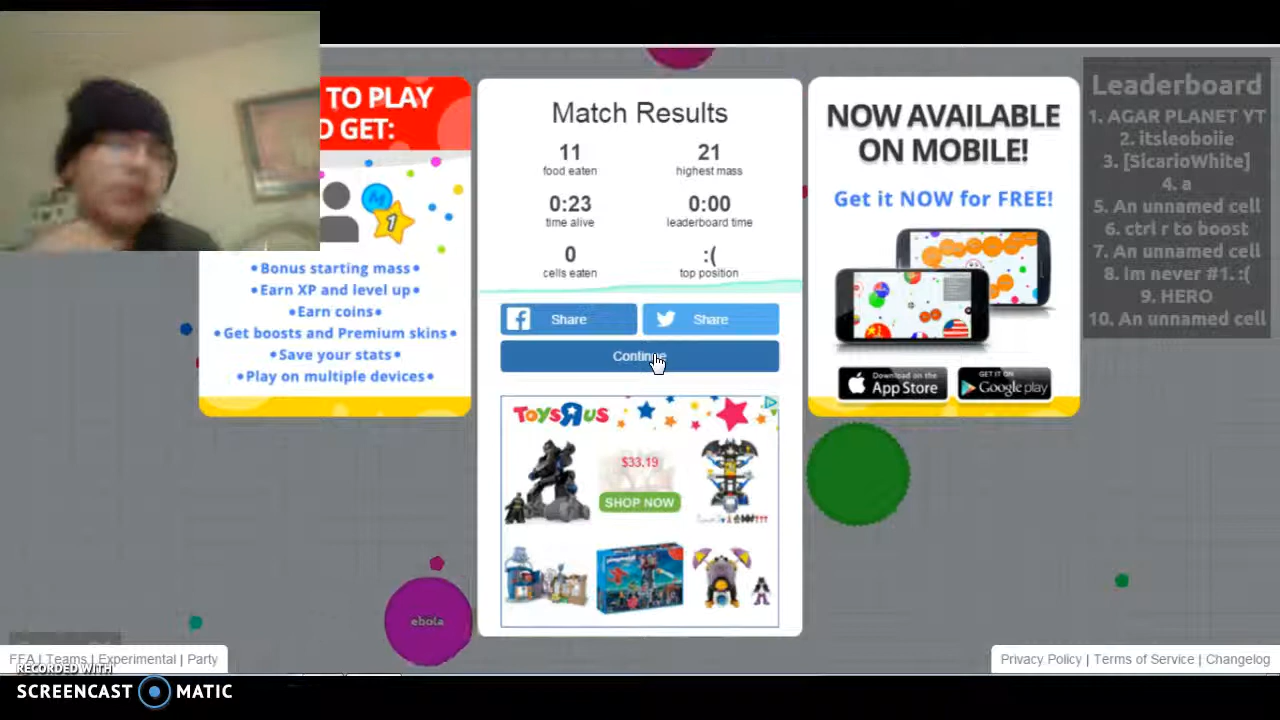 TO PLAY
D GET:
1
•Bonus starting mass•
•Earn XP and level up•
•Earn coins•
•Get boosts and Premium skins•
•Save your stats•
•Play on multiple devices•
Match Results
11
food eaten
21
highest mass
0:23
time alive
0:00
leaderboard time
0
cells eaten
:(
top position
Share
Share
Continue
TOYS R US
$33.19
SHOP NOW
NOW AVAILABLE
ON MOBILE!
Get it NOW for FREE!
Download on the
App Store
GET IT ON
Google play
Leaderboard
1. AGAR PLANET YT
2. itsleoboiie
3. [SicarioWhite]
4. a
5. An unnamed cell
6. ctrl r to boost
7. An unnamed cell
8. Im never #1. :(
9. HERO
10. An unnamed cell
ebola
FFA | Teams | Experimental | Party
Privacy Policy | Terms of Service | Changelog
RECORDED WITH
SCREENCAST MATIC